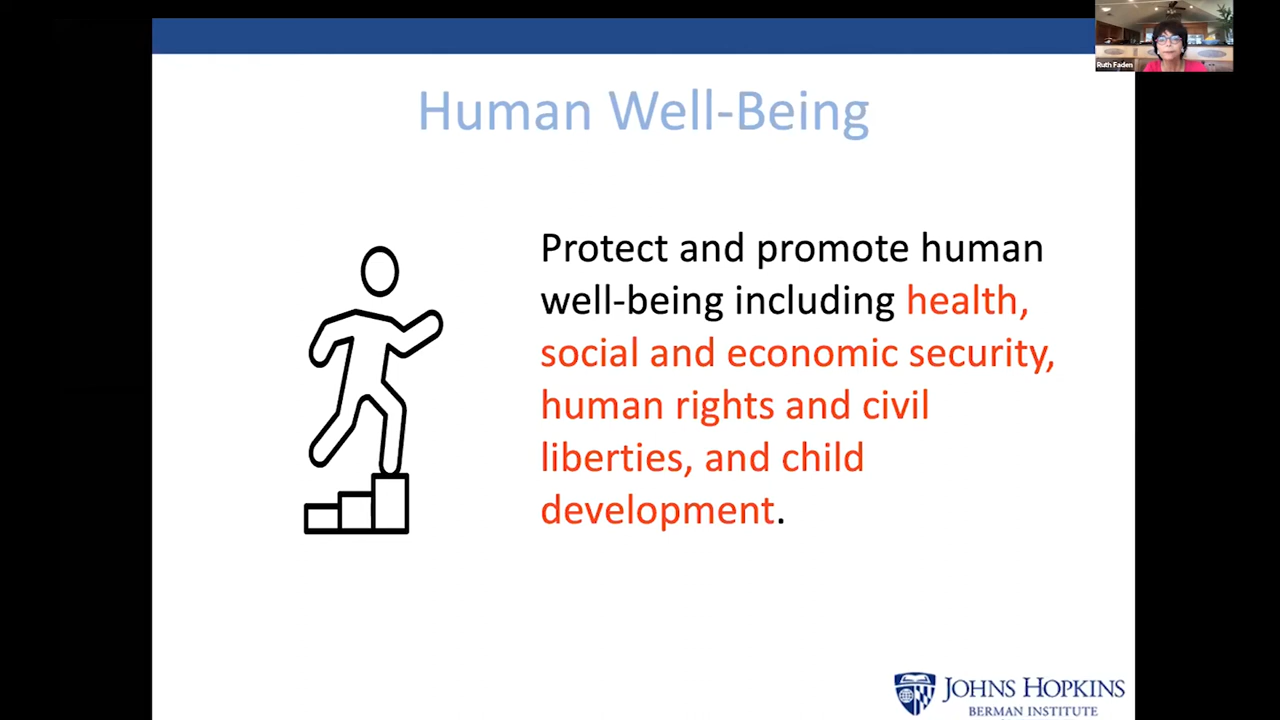 Ruth Faden
Human Well-Being
Protect and promote human
well-being including health,
social and economic security,
human rights and civil
liberties, and child
development.
JOHNS HOPKINS
BERMAN INSTITUTE